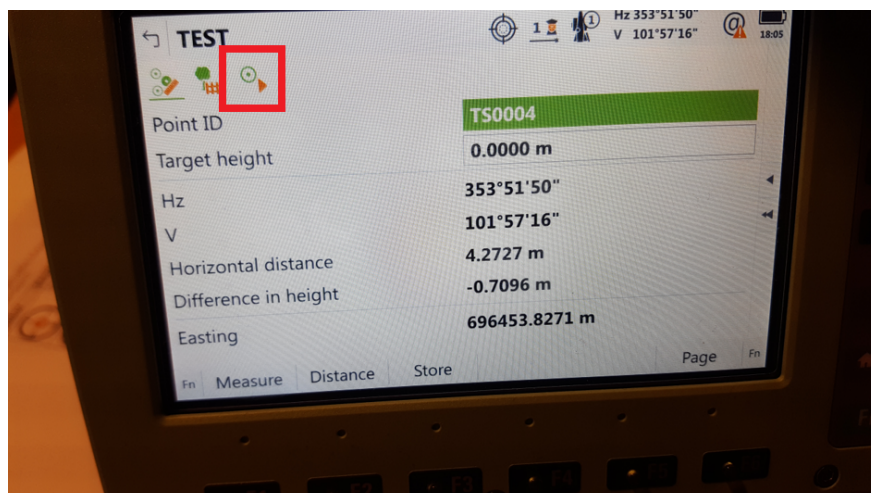 TEST
1
1
Hz 353°51'50"
V 101°57'16"
@
18:05
Point ID TS0004
Target height 0.0000 m
Hz 353°51'50"
V 101°57'16"
Horizontal distance 4.2727 m
Difference in height -0.7096 m
Easting 696453.8271 m
Fn Measure Distance Store Page Fn